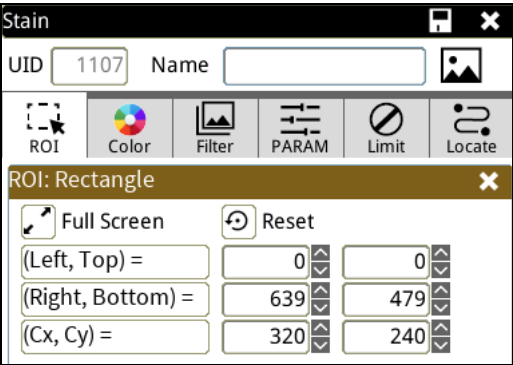 Stain
UID 1107 Name
ROI Color Filter PARAM Limit Locate
ROI: Rectangle
Full Screen Reset
(Left, Top) = 0 0
(Right, Bottom) = 639 479
(Cx, Cy) = 320 240